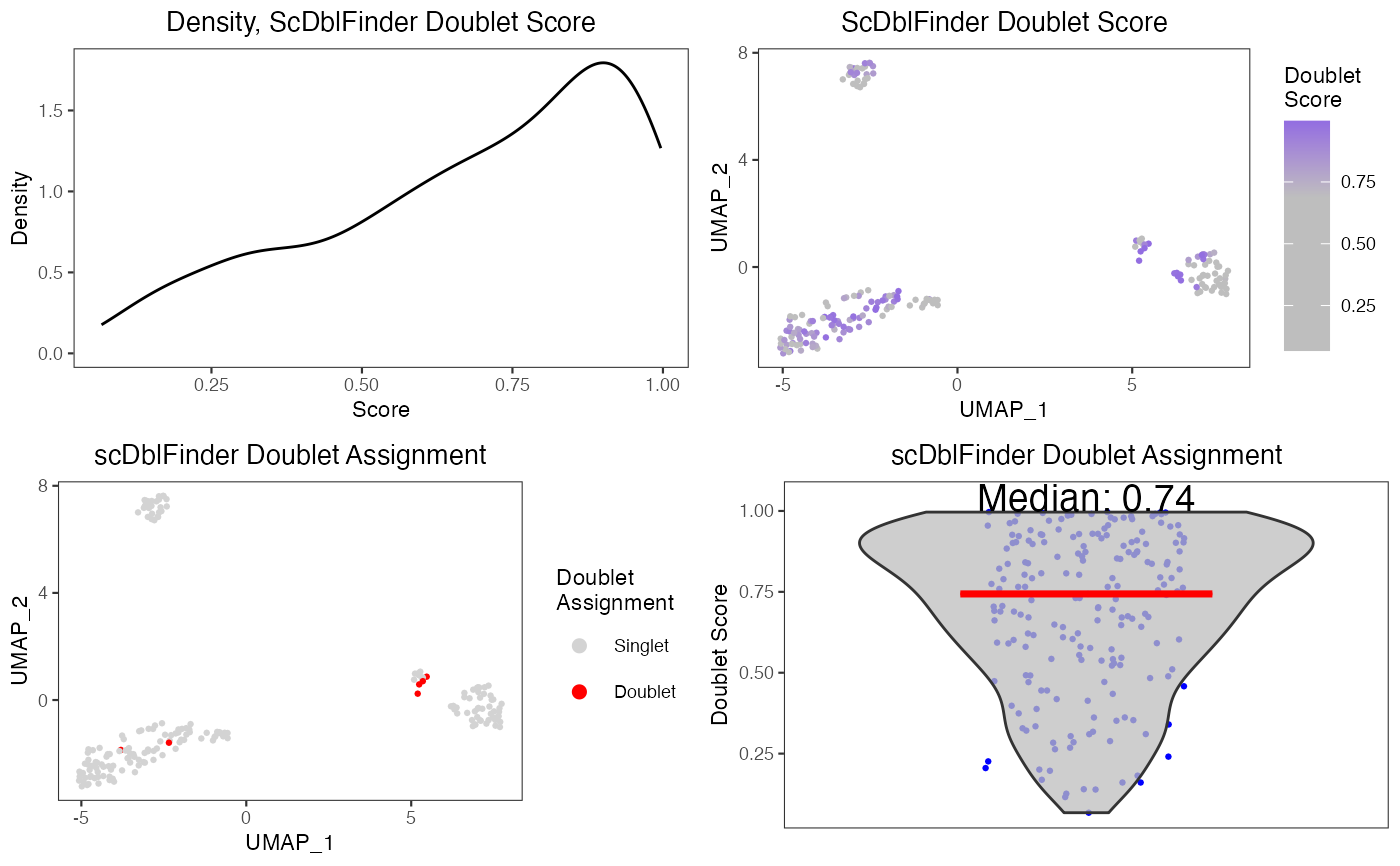 Density, ScDblFinder Doublet Score
Density
1.5
1.0
0.5
0.0
0.25
0.50
0.75
1.00
Score
ScDblFinder Doublet Score
UMAP_2
8
4
0
-5
0
5
UMAP_1
Doublet
Score
0.75
0.50
0.25
scDblFinder Doublet Assignment
UMAP_2
8
4
0
-5
0
5
UMAP_1
Doublet
Assignment
Singlet
Doublet
scDblFinder Doublet Assignment
Median: 0.74
Doublet Score
1.00
0.75
0.50
0.25